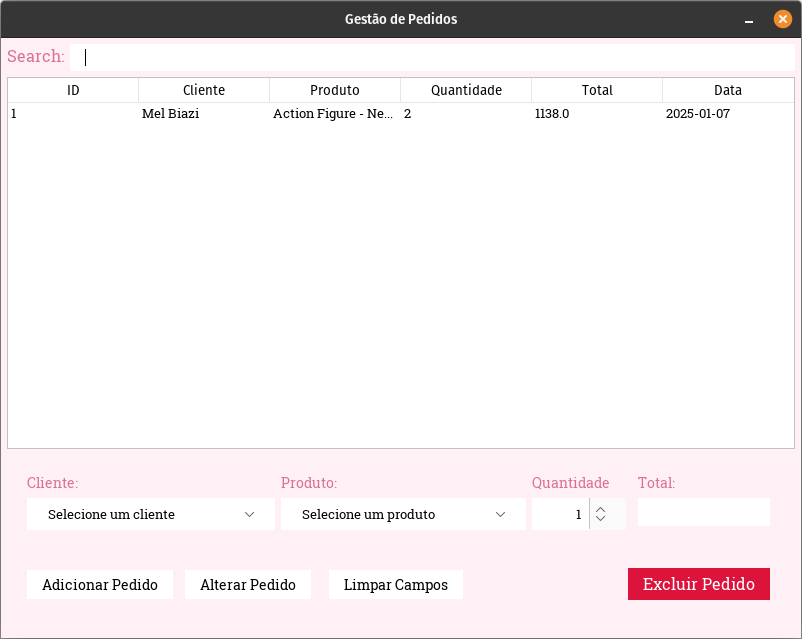 Gestão de Pedidos
Search:
ID Cliente Produto Quantidade Total Data
1 Mel Biazi Action Figure - Ne... 2 1138.0 2025-01-07
Cliente: Produto: Quantidade Total:
Selecione um cliente Selecione um produto 1
Adicionar Pedido Alterar Pedido Limpar Campos Excluir Pedido